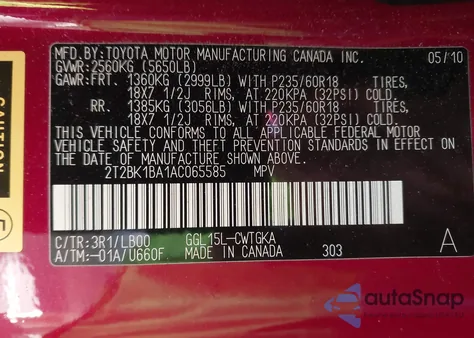 MFD.BY:TOYOTA MOTOR MANUFACTURING CANADA INC. 05/10
GVWR:2560KG (5650LB)
GAWR:FRT. 1360KG (2999LB) WITH P235/60R18 TIRES,
18X7 1/2J RIMS, AT 220KPA (32PSI) COLD.
RR. 1385KG (3056LB) WITH P235/60R18 TIRES,
18X7 1/2J RIMS, AT 220KPA (32PSI) COLD.
THIS VEHICLE CONFORMS TO ALL APPLICABLE FEDERAL MOTOR
VEHICLE SAFETY AND THEFT PREVENTION STANDARDS IN EFFECT ON
THE DATE OF MANUFACTURE SHOWN ABOVE.
2T2BK1BA1AC065585 MPV
C/TR:3R1/LB00 GGL15L-CWTGKA A
A/TM:-01A/U660F MADE IN CANADA 303
CAUTION
autoSnap